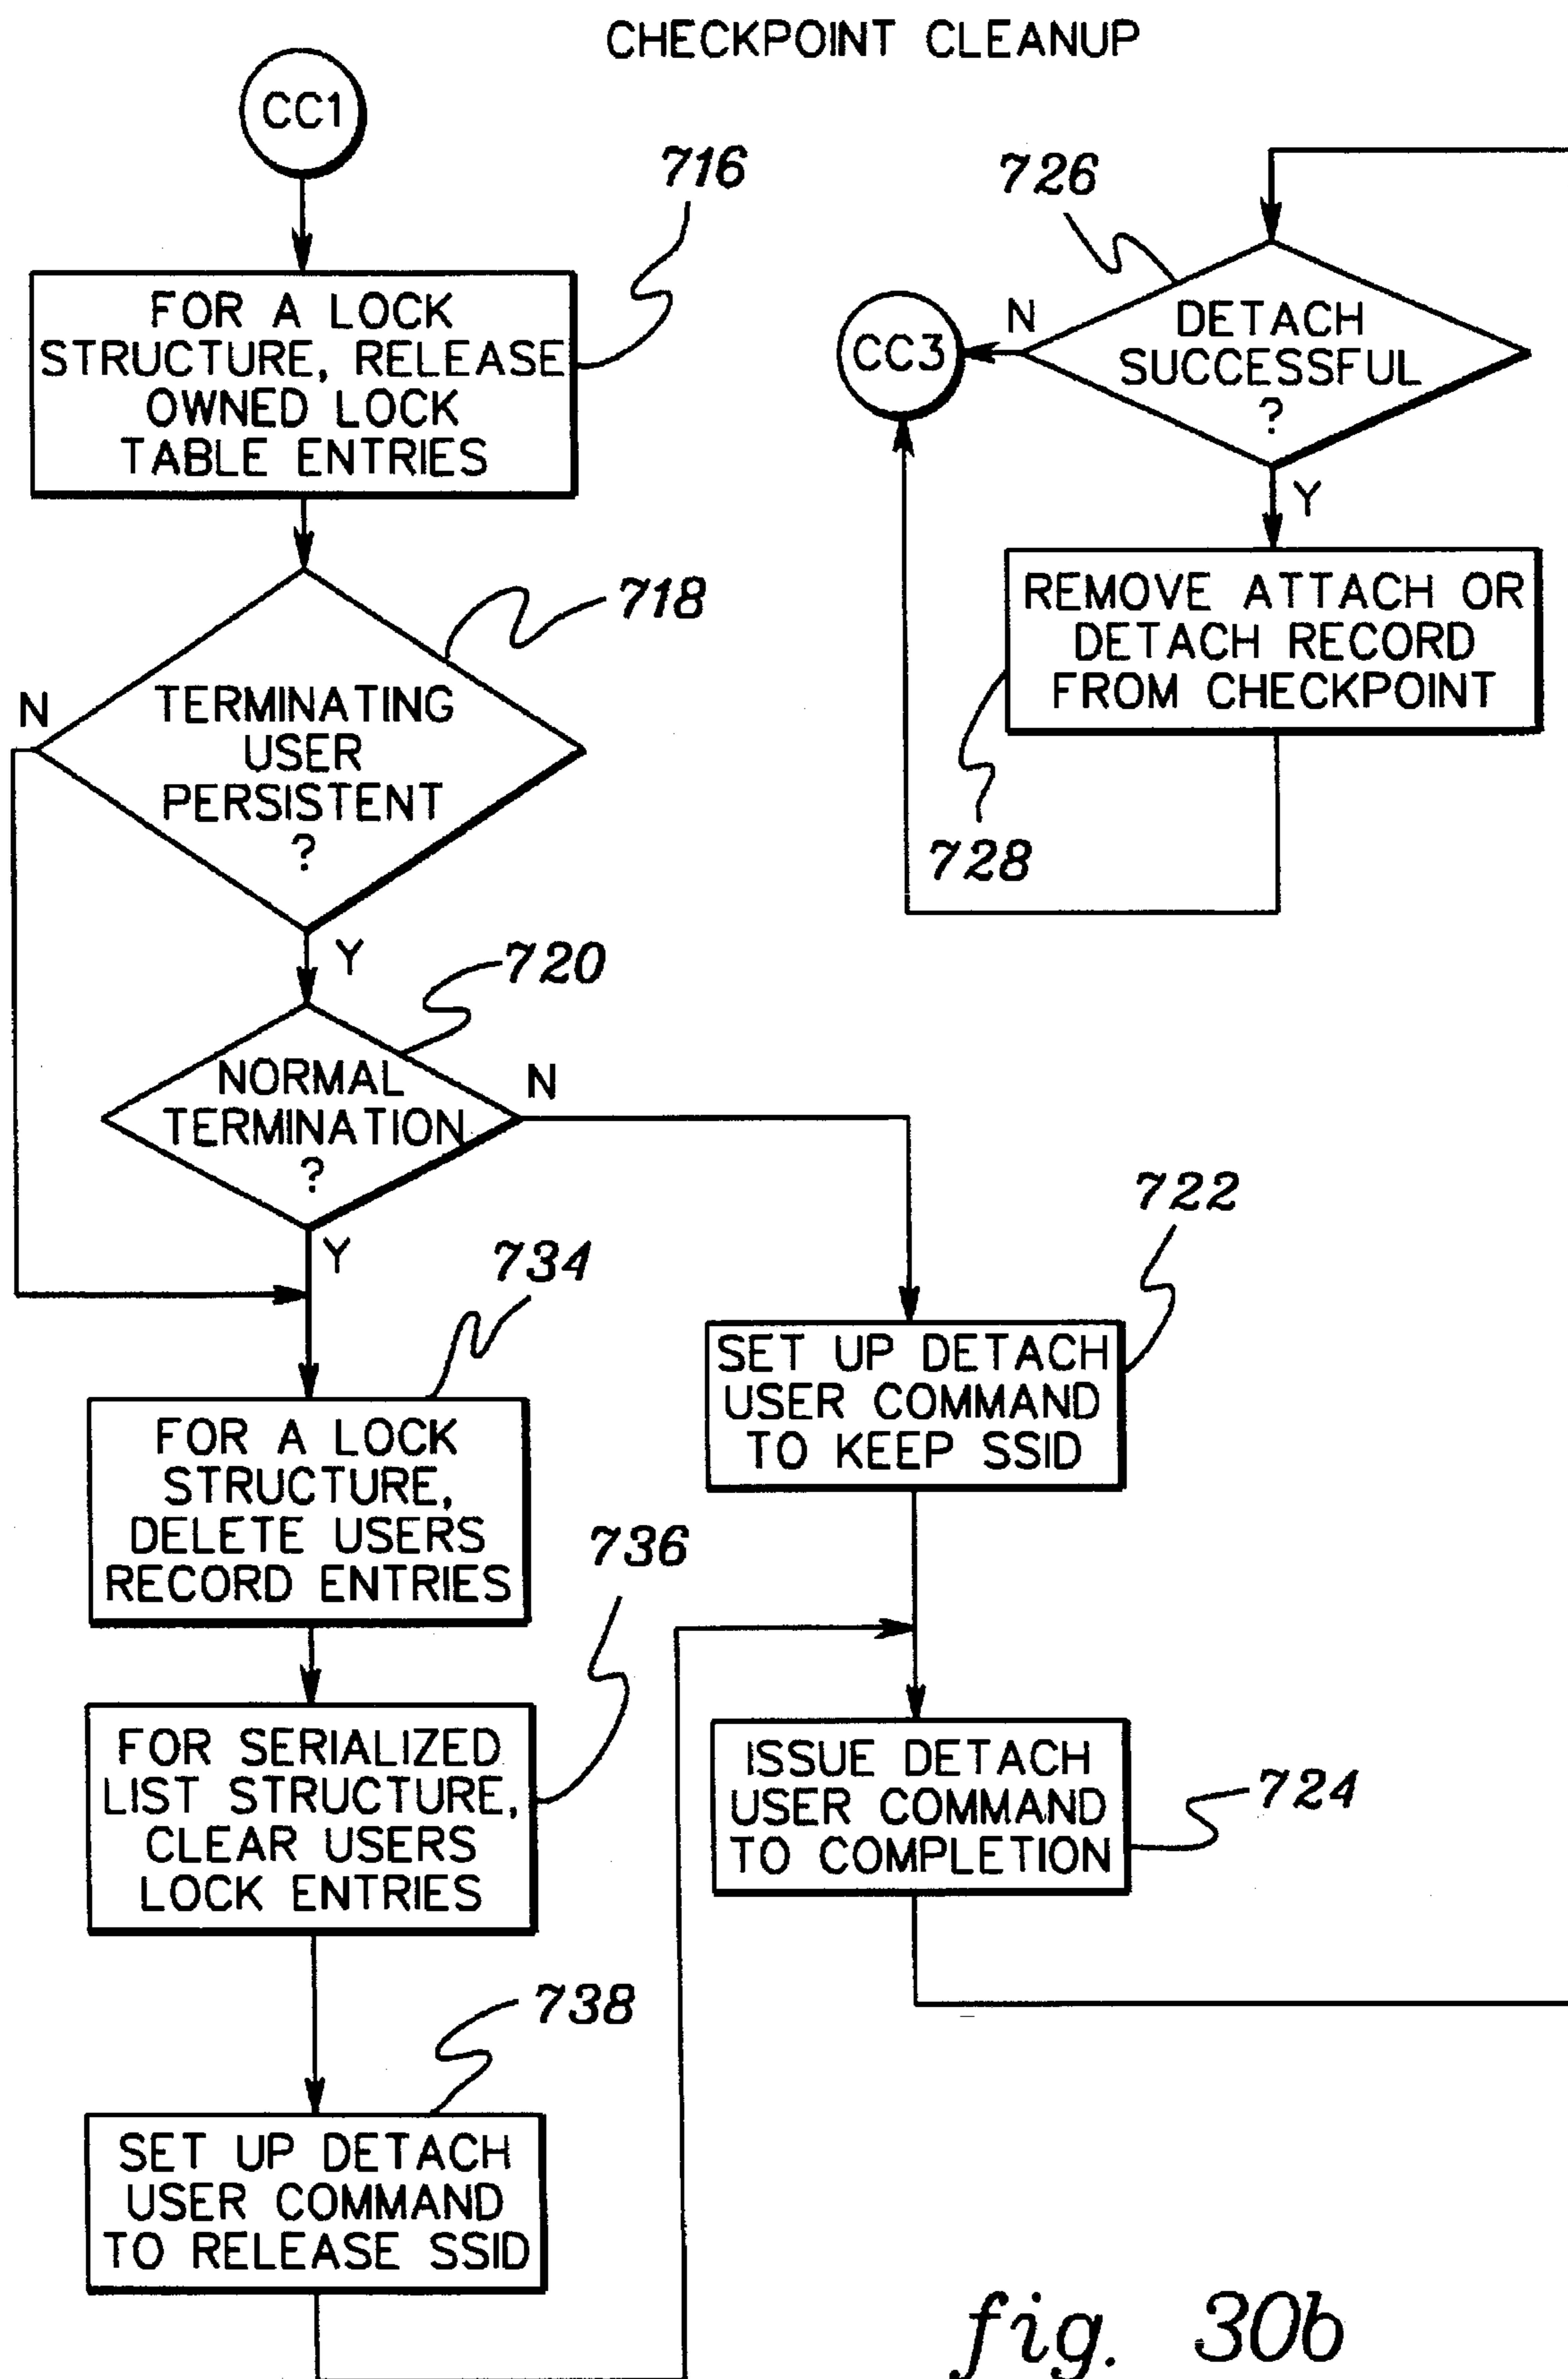 CHECKPOINT CLEANUP
CC1
716
FOR A LOCK
STRUCTURE, RELEASE
OWNED LOCK
TABLE ENTRIES
718
N
TERMINATING
USER
PERSISTENT
?
Y
720
NORMAL
TERMINATION
?
N
Y
734
FOR A LOCK
STRUCTURE,
DELETE USERS
RECORD ENTRIES
736
FOR SERIALIZED
LIST STRUCTURE,
CLEAR USERS
LOCK ENTRIES
738
SET UP DETACH
USER COMMAND
TO RELEASE SSID
722
SET UP DETACH
USER COMMAND
TO KEEP SSID
ISSUE DETACH
USER COMMAND
TO COMPLETION
724
726
DETACH
SUCCESSFUL
?
N
CC3
Y
REMOVE ATTACH OR
DETACH RECORD
FROM CHECKPOINT
728
fig. 30b